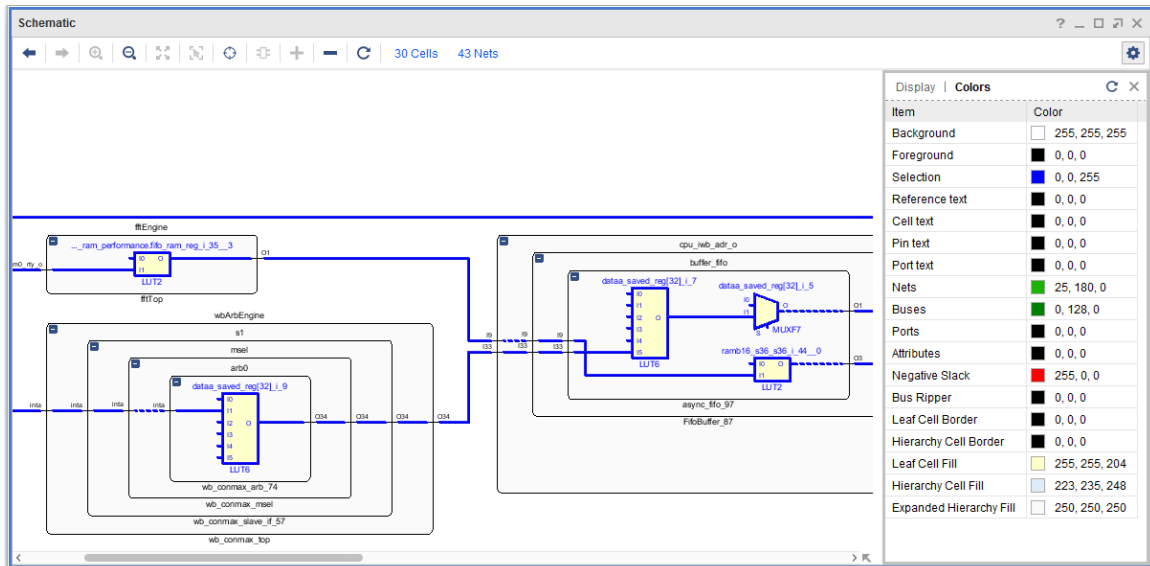 Schematic
30 Cells 43 Nets
Display | Colors
Item Color
Background 255, 255, 255
Foreground 0, 0, 0
Selection 0, 0, 255
Reference text 0, 0, 0
Cell text 0, 0, 0
Pin text 0, 0, 0
Port text 0, 0, 0
Nets 25, 180, 0
Buses 0, 128, 0
Ports 0, 0, 0
Attributes 0, 0, 0
Negative Slack 255, 0, 0
Bus Ripper 0, 0, 0
Leaf Cell Border 0, 0, 0
Hierarchy Cell Border 0, 0, 0
Leaf Cell Fill 255, 255, 204
Hierarchy Cell Fill 223, 235, 248
Expanded Hierarchy Fill 250, 250, 250
fftEngine
..._ram_performance.fifo_ram_reg_i_35__3
I0 O
I1
LUT2
m0_rty_o
O1
fftTop
wbArbEngine
s1
msel
arb0
dataa_saved_reg[32]_i_9
I0
I1
I2 O
I3
I4
I5
LUT6
inta inta inta inta
O34 O34 O34 O34
wb_conmax_arb_74
wb_conmax_msel
wb_conmax_slave_if_57
wb_conmax_top
cpu_iwb_adr_o
buffer_fifo
dataa_saved_reg[32]_i_7
I0
I1
I2 O
I3
I4
I5
LUT6
dataa_saved_reg[32]_i_5
I0 O
I1
S
MUXF7
O1
ramb16_s36_s36_i_44__0
I0 O
I1
LUT2
O3
I9 I9 I9
I33 I33 I33
async_fifo_97
FifoBuffer_87